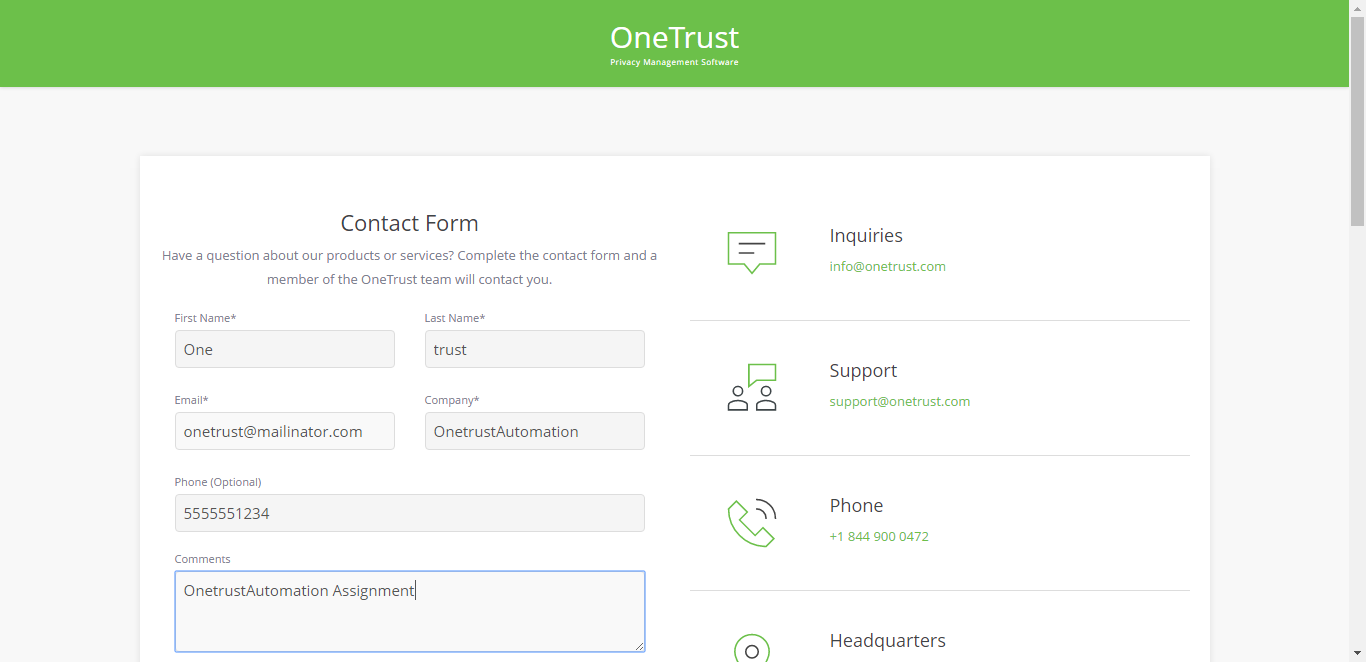 OneTrust
Privacy Management Software
Contact Form
Have a question about our products or services? Complete the contact form and a
member of the OneTrust team will contact you.
First Name*
Last Name*
One
trust
Email*
Company*
onetrust@mailinator.com
OnetrustAutomation
Phone (Optional)
5555551234
Comments
OnetrustAutomation Assignment
Inquiries
info@onetrust.com
Support
support@onetrust.com
Phone
+1 844 900 0472
Headquarters